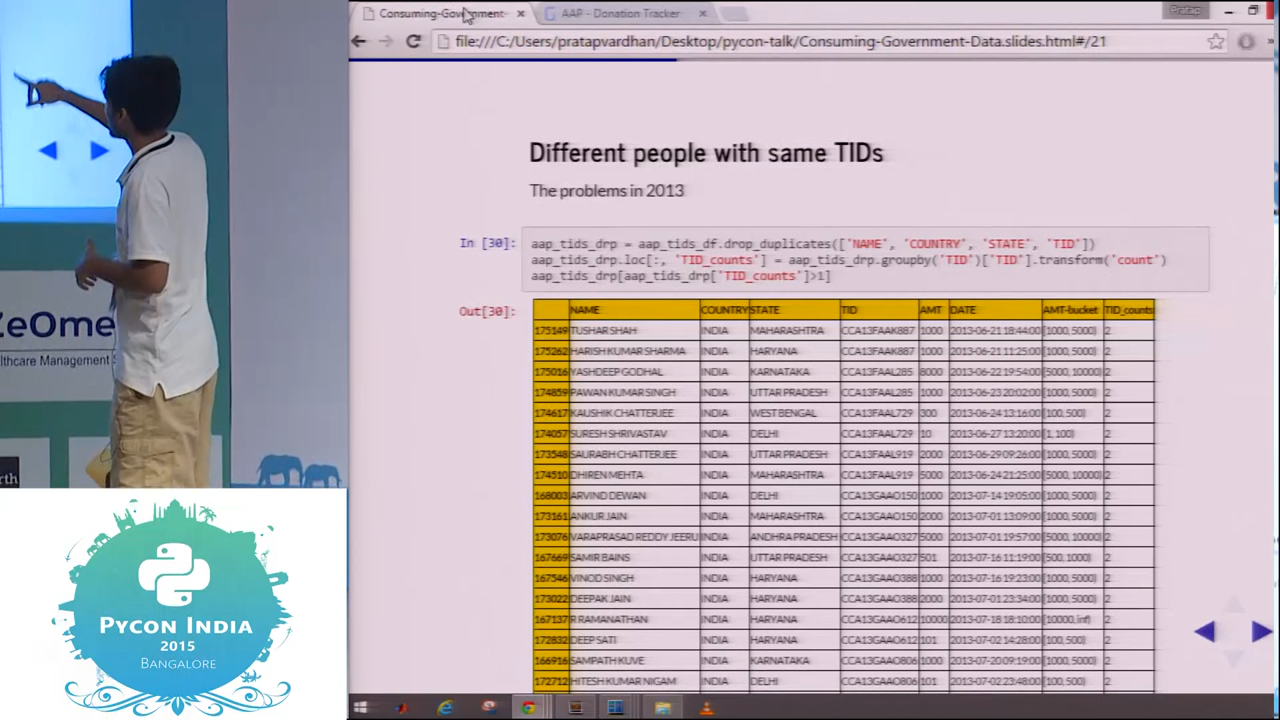 Consuming-Government-
AAP - Donation Tracker
Pratap
file:///C:/Users/pratapvardhan/Desktop/pycon-talk/Consuming-Government-Data.slides.html#/21
Different people with same TIDs
The problems in 2013
In [30]:
aap_tids_drp = aap_tids_df.drop_duplicates(['NAME', 'COUNTRY', 'STATE', 'TID'])
aap_tids_drp.loc[:, 'TID_counts'] = aap_tids_drp.groupby('TID')['TID'].transform('count')
aap_tids_drp[aap_tids_drp['TID_counts']>1]
Out[30]:
NAME COUNTRY STATE TID AMT DATE AMT-bucket TID_counts
175149 TUSHAR SHAH INDIA MAHARASHTRA CCA13FAAK887 1000 2013-06-21 18:44:00 [1000, 5000) 2
175262 HARISH KUMAR SHARMA INDIA HARYANA CCA13FAAK887 1000 2013-06-21 11:25:00 [1000, 5000) 2
175016 YASHDEEP GODHAL INDIA KARNATAKA CCA13FAAL285 8000 2013-06-22 19:54:00 [5000, 10000) 2
174859 PAWAN KUMAR SINGH INDIA UTTAR PRADESH CCA13FAAL285 1000 2013-06-23 20:02:00 [1000, 5000) 2
174617 KAUSHIK CHATTERJEE INDIA WEST BENGAL CCA13FAAL729 300 2013-06-24 13:16:00 [100, 500) 2
174057 SURESH SHRIVASTAV INDIA DELHI CCA13FAAL729 10 2013-06-27 13:20:00 [1, 100) 2
173548 SAURABH CHATTERJEE INDIA UTTAR PRADESH CCA13FAAL919 2000 2013-06-29 09:26:00 [1000, 5000) 2
174510 DHIREN MEHTA INDIA MAHARASHTRA CCA13FAAL919 5000 2013-06-24 21:25:00 [5000, 10000) 2
168003 ARVIND DEWAN INDIA DELHI CCA13GAAO150 1000 2013-07-14 19:05:00 [1000, 5000) 2
173161 ANKUR JAIN INDIA MAHARASHTRA CCA13GAAO150 2000 2013-07-01 13:09:00 [1000, 5000) 2
173076 VARAPRASAD REDDY JEERU INDIA ANDHRA PRADESH CCA13GAAO327 5000 2013-07-01 19:57:00 [5000, 10000) 2
167669 SAMIR BAINS INDIA UTTAR PRADESH CCA13GAAO327 501 2013-07-16 11:19:00 [500, 1000) 2
167546 VINOD SINGH INDIA HARYANA CCA13GAAO388 1000 2013-07-16 19:23:00 [1000, 5000) 2
173022 DEEPAK JAIN INDIA HARYANA CCA13GAAO388 2000 2013-07-01 23:34:00 [1000, 5000) 2
167137 R RAMANATHAN INDIA HARYANA CCA13GAAO612 10000 2013-07-18 18:10:00 [10000, inf) 2
172832 DEEP SATI INDIA HARYANA CCA13GAAO612 101 2013-07-02 14:28:00 [100, 500) 2
166916 SAMPATH KUVE INDIA KARNATAKA CCA13GAAO806 1000 2013-07-20 09:19:00 [1000, 5000) 2
172712 HITESH KUMAR NIGAM INDIA DELHI CCA13GAAO806 101 2013-07-02 23:48:00 [100, 500) 2
ZeOme
lthcare Management S
rth
PYCON INDIA
2015
BANGALORE